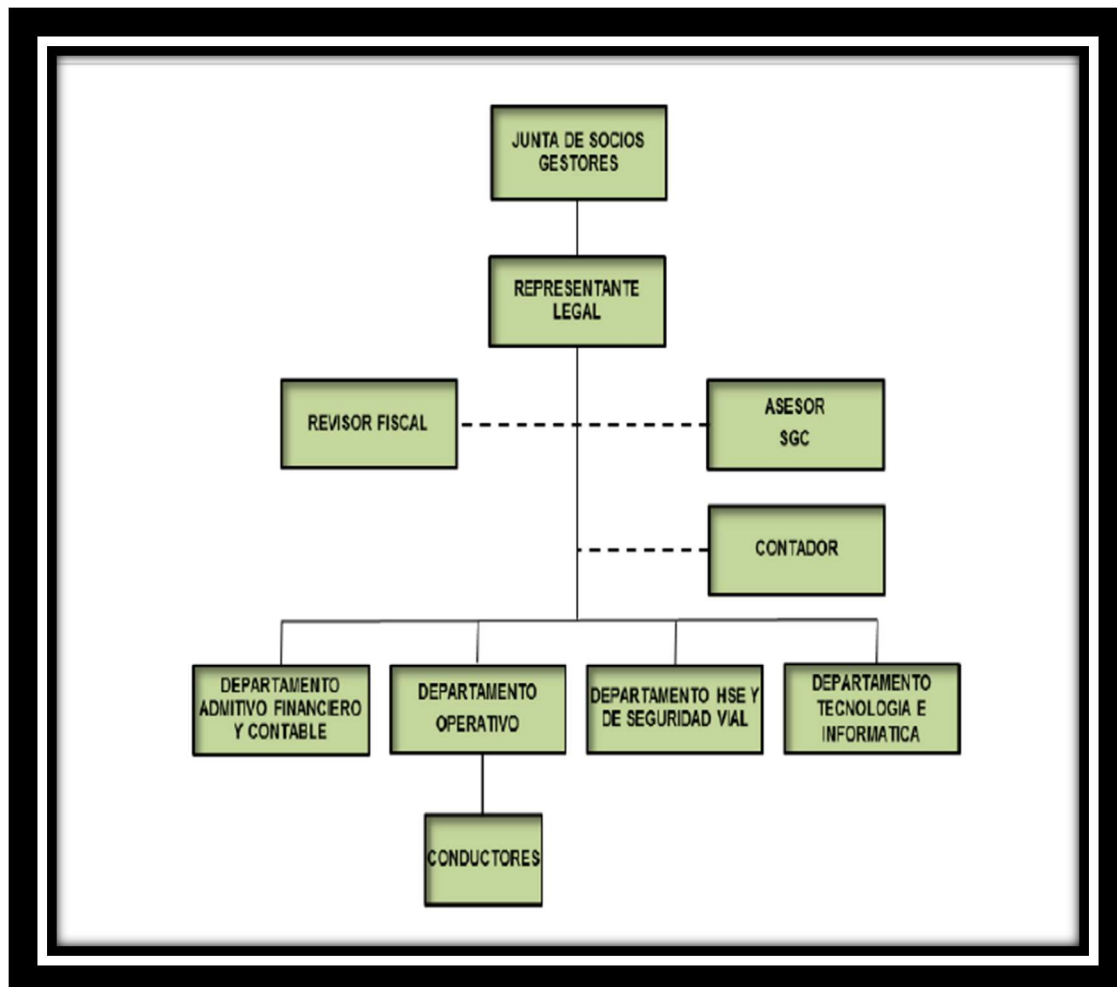 JUNTA DE SOCIOS
GESTORES
REPRESENTANTE
LEGAL
REVISOR FISCAL
ASESOR
SGC
CONTADOR
DEPARTAMENTO
ADMITIVO FINANCIERO
Y CONTABLE
DEPARTAMENTO
OPERATIVO
DEPARTAMENTO HSE Y
DE SEGURIDAD VIAL
DEPARTAMENTO
TECNOLOGIA E
INFORMATICA
CONDUCTORES